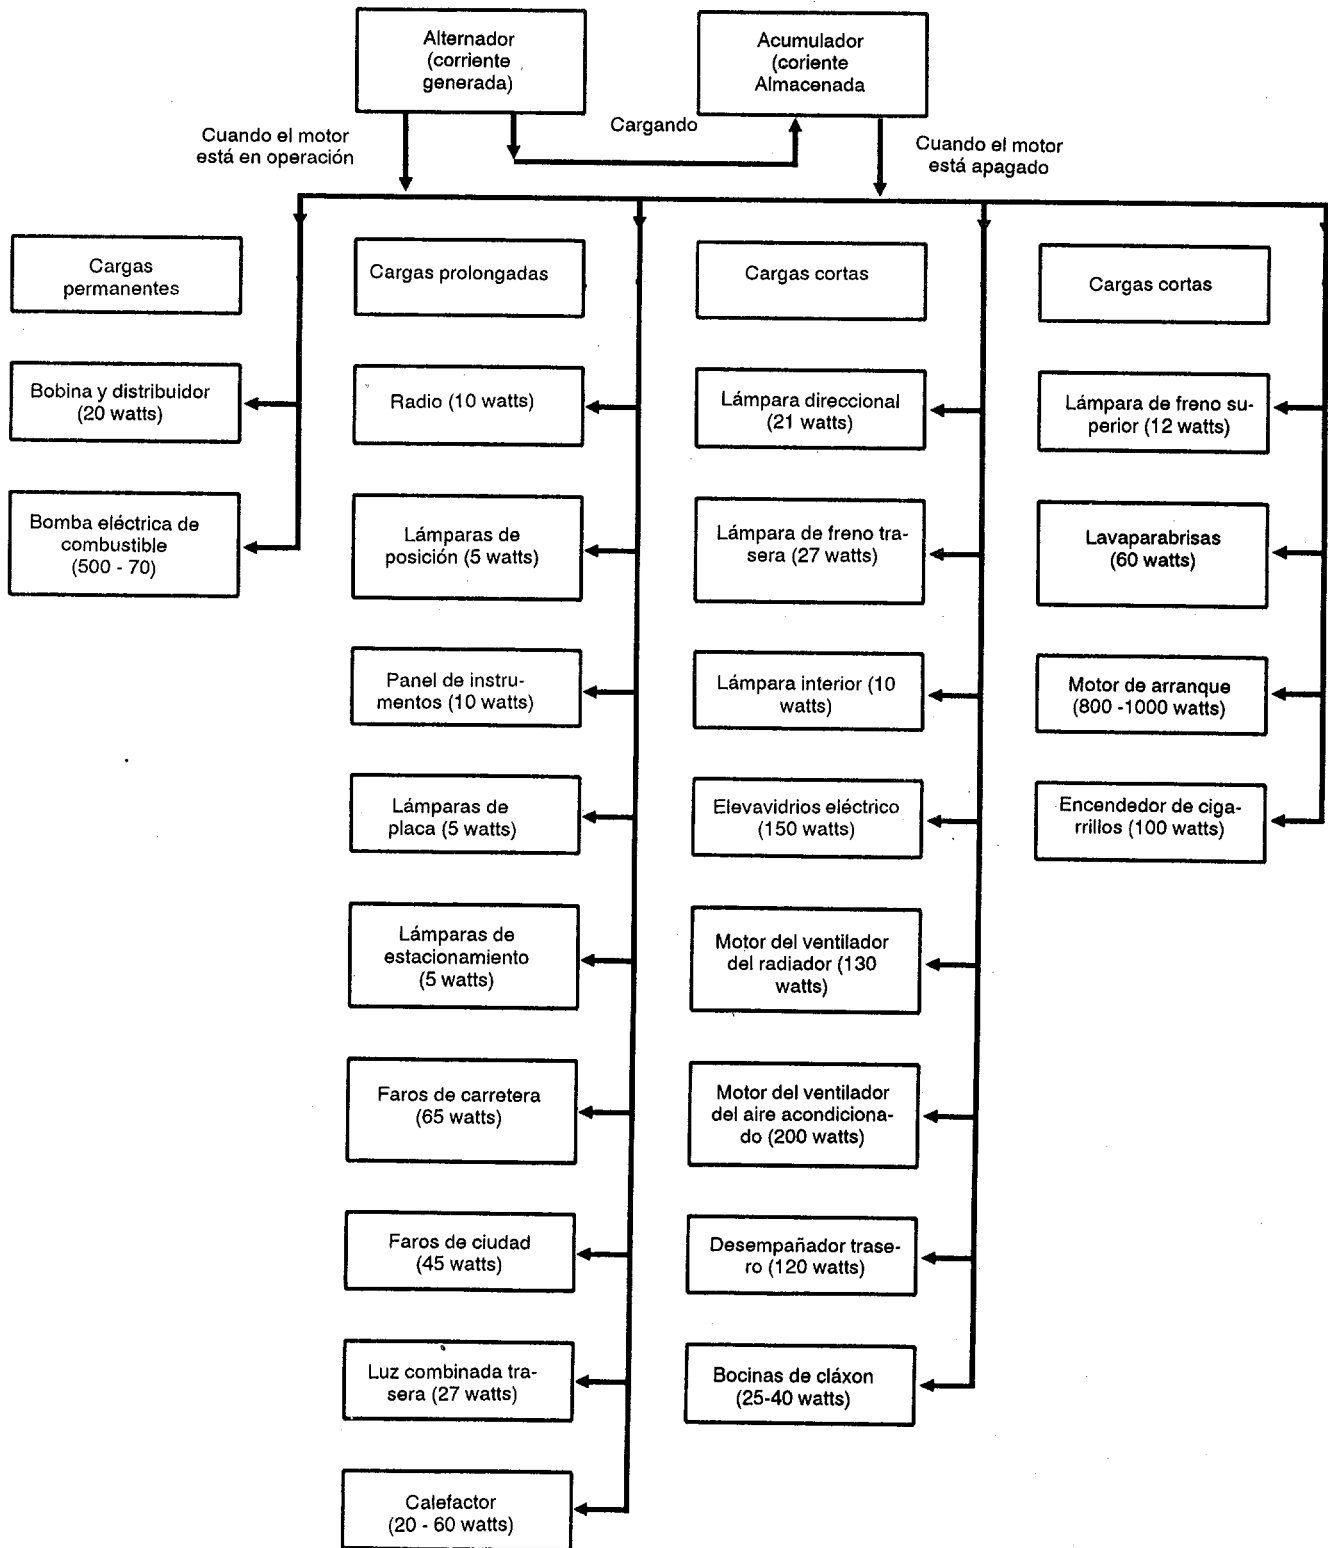 Alternador
(corriente
generada)
Acumulador
(coriente
Almacenada
Cuando el motor
está en operación
Cargando
Cuando el motor
está apagado
Cargas
permanentes
Bobina y distribuidor
(20 watts)
Bomba eléctrica de
combustible
(500 - 70)
Cargas prolongadas
Radio (10 watts)
Lámparas de
posición (5 watts)
Panel de instru-
mentos (10 watts)
Lámparas de
placa (5 watts)
Lámparas de
estacionamiento
(5 watts)
Faros de carretera
(65 watts)
Faros de ciudad
(45 watts)
Luz combinada tra-
sera (27 watts)
Calefactor
(20 - 60 watts)
Cargas cortas
Lámpara direccional
(21 watts)
Lámpara de freno tra-
sera (27 watts)
Lámpara interior (10
watts)
Elevavidrios eléctrico
(150 watts)
Motor del ventilador
del radiador (130
watts)
Motor del ventilador
del aire acondiciona-
do (200 watts)
Desempañador trase-
ro (120 watts)
Bocinas de cláxon
(25-40 watts)
Cargas cortas
Lámpara de freno su-
perior (12 watts)
Lavaparabrisas
(60 watts)
Motor de arranque
(800 -1000 watts)
Encendedor de ciga-
rrillos (100 watts)